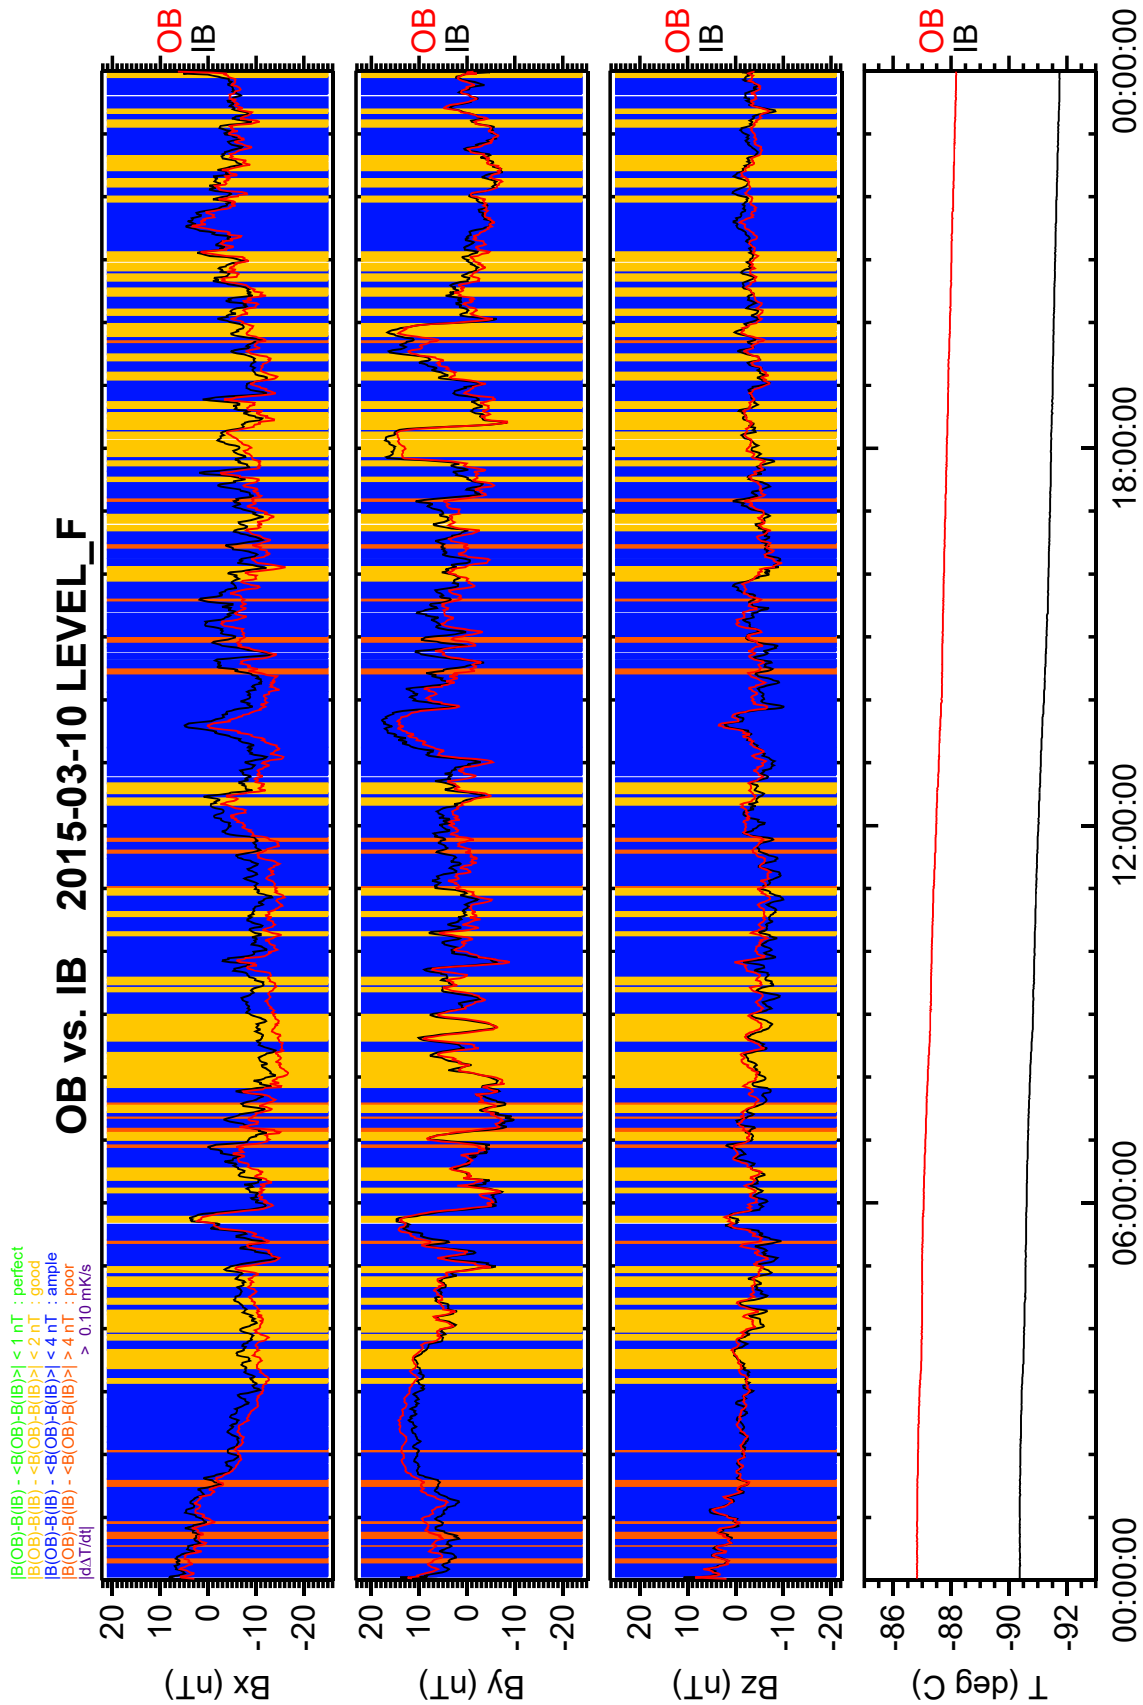 OB vs. IB 2015-03-10 LEVEL_F
|B(OB)-B(IB) - <B(OB)-B(IB)>| < 1 nT : perfect
|B(OB)-B(IB) - <B(OB)-B(IB)>| < 2 nT : good
|B(OB)-B(IB) - <B(OB)-B(IB)>| < 4 nT : ample
|B(OB)-B(IB) - <B(OB)-B(IB)>| > 4 nT : poor
|dΔT/dt| > 0.10 mK/s
Bx (nT)
20
10
0
-10
-20
OB
IB
By (nT)
20
10
0
-10
-20
OB
IB
Bz (nT)
20
10
0
-10
-20
OB
IB
T (deg C)
-86
-88
-90
-92
OB
IB
00:00:00
06:00:00
12:00:00
18:00:00
00:00:00